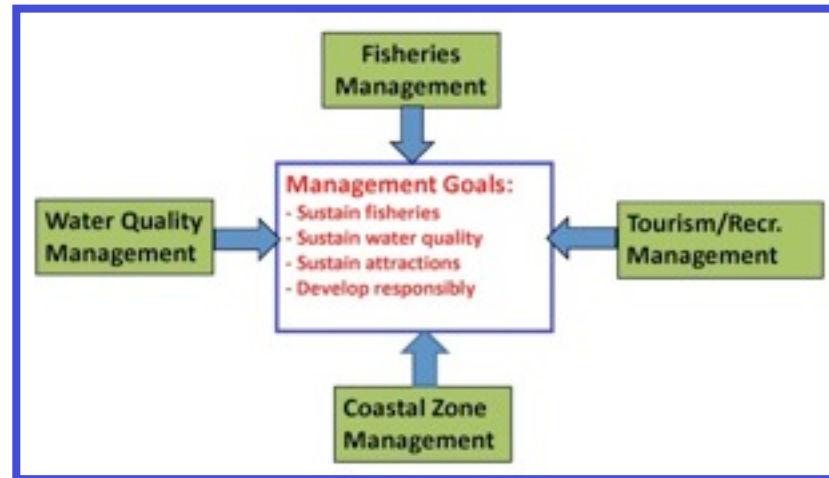 Fisheries
Management
Management Goals:
- Sustain fisheries
- Sustain water quality
- Sustain attractions
- Develop responsibly
Water Quality
Management
Tourism/Recr.
Management
Coastal Zone
Management